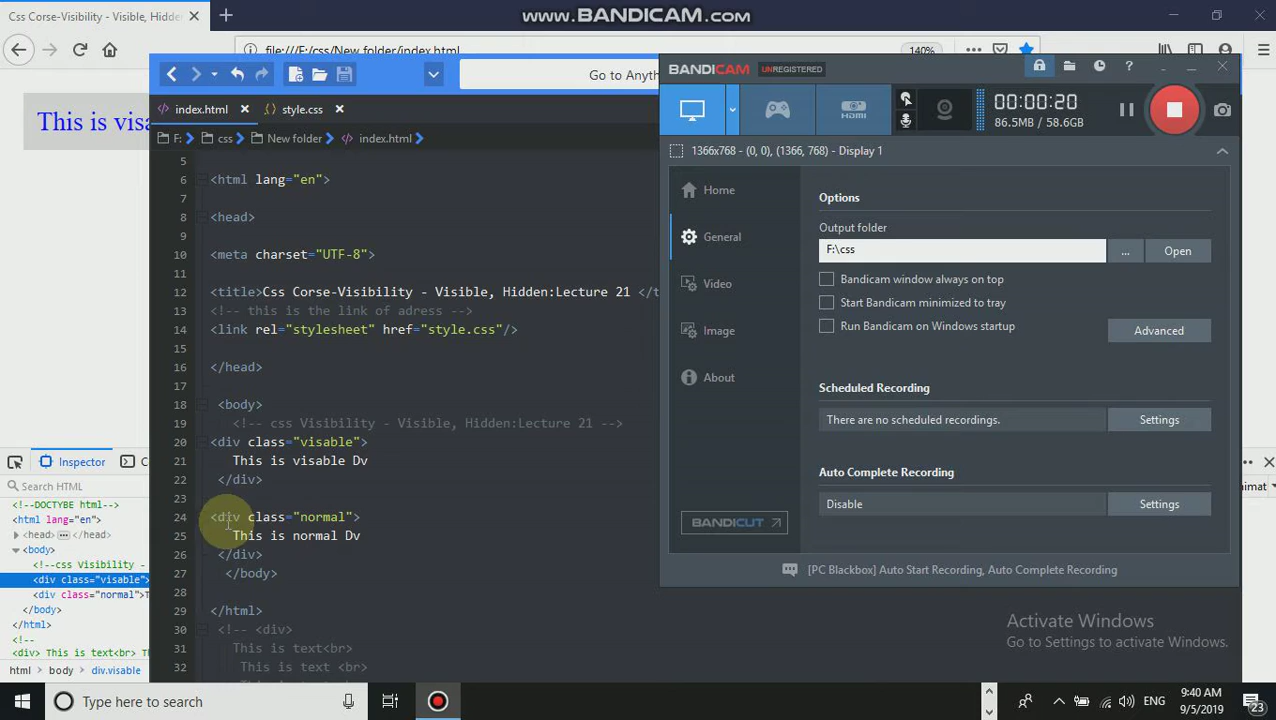 Css Corse-Visibility - Visible, Hidden
www.BANDICAM.com
file:///F:/css/New folder/index.html
140%
This is visa
Go to Anyth
index.html
style.css
F:
css
New folder
index.html
5
6 <html lang="en">
7
8 <head>
9
10 <meta charset="UTF-8">
11
12 <title>Css Corse-Visibility - Visible, Hidden:Lecture 21 </t
13 <!-- this is the link of adress -->
14 <link rel="stylesheet" href="style.css"/>
15
16 </head>
17
18 <body>
19 <!-- css Visibility - Visible, Hidden:Lecture 21 -->
20 <div class="visable">
21 This is visable Dv
22 </div>
23
24 <div class="normal">
25 This is normal Dv
26 </div>
27 </body>
28
29 </html>
30 <!-- <div>
31 This is text<br>
32 This is text <br>
BANDICAM UNREGISTERED
HDMI
00:00:20
86.5MB / 58.6GB
1366x768 - (0, 0), (1366, 768) - Display 1
Home
General
Video
Image
About
BANDICUT
Options
Output folder
F:\css
...
Open
Bandicam window always on top
Start Bandicam minimized to tray
Run Bandicam on Windows startup
Advanced
Scheduled Recording
There are no scheduled recordings.
Settings
Auto Complete Recording
Disable
Settings
[PC Blackbox] Auto Start Recording, Auto Complete Recording
Inspector
C
Search HTML
<!--DOCTYBE html-->
<html lang="en">
<head> </head>
<body>
<!--css Visibility -
<div class="visable">
<div class="normal">T
</body>
</html>
<!--
<div> This is text<br> This is text <b
html
body
div.visable
nimat
Activate Windows
Go to Settings to activate Windows.
Type here to search
ENG
9:40 AM
9/5/2019
23